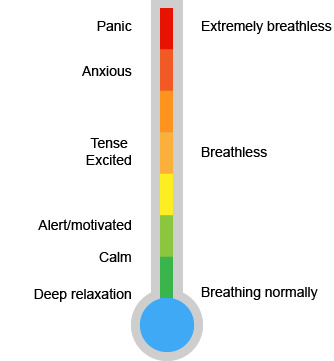 Panic
Extremely breathless
Anxious
Tense
Excited
Breathless
Alert/motivated
Calm
Deep relaxation
Breathing normally